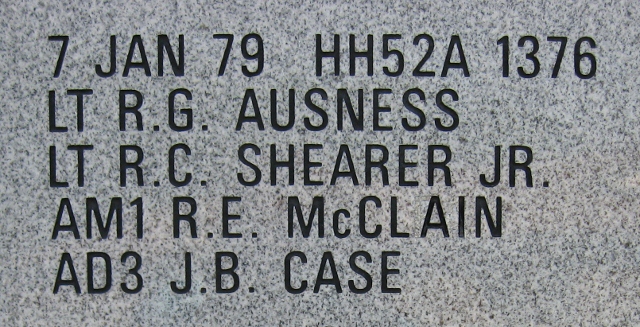 7 JAN 79 HH52A 1376
LT R.G. AUSNESS
LT R.C. SHEARER JR.
AM1 R.E. McCLAIN
AD3 J.B. CASE